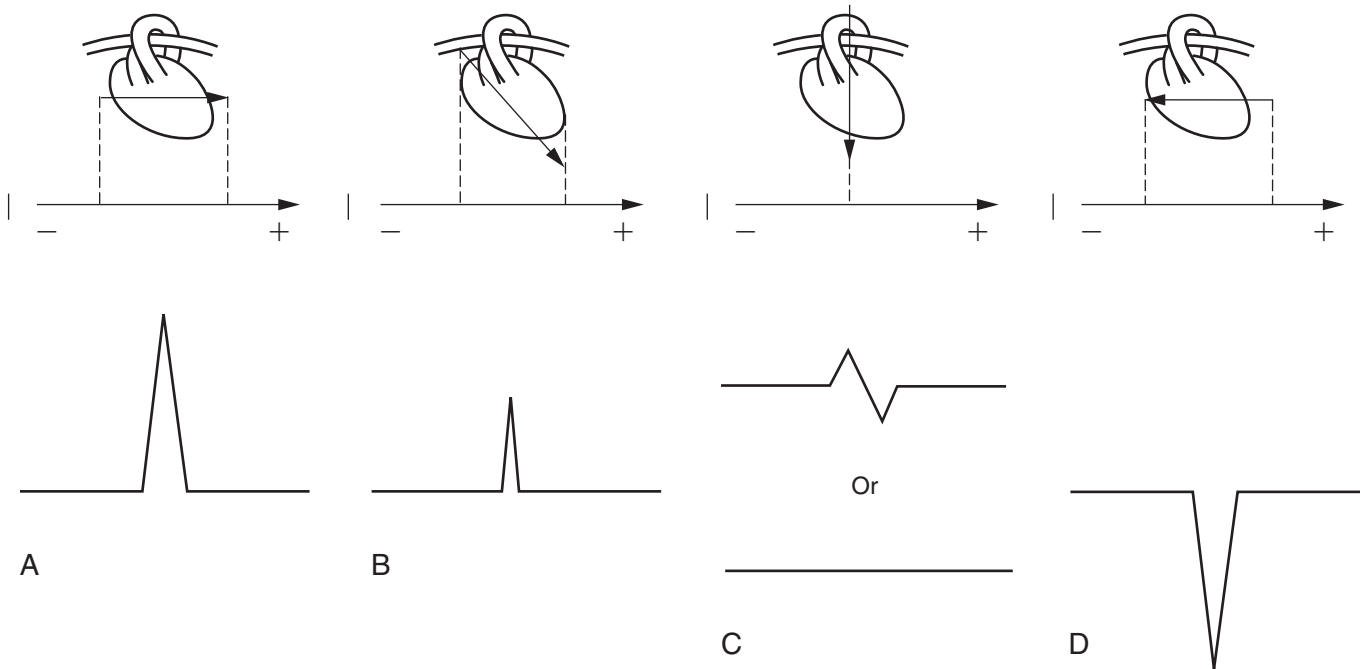 I I I I
− + − + − + − +
Or
A B
C D